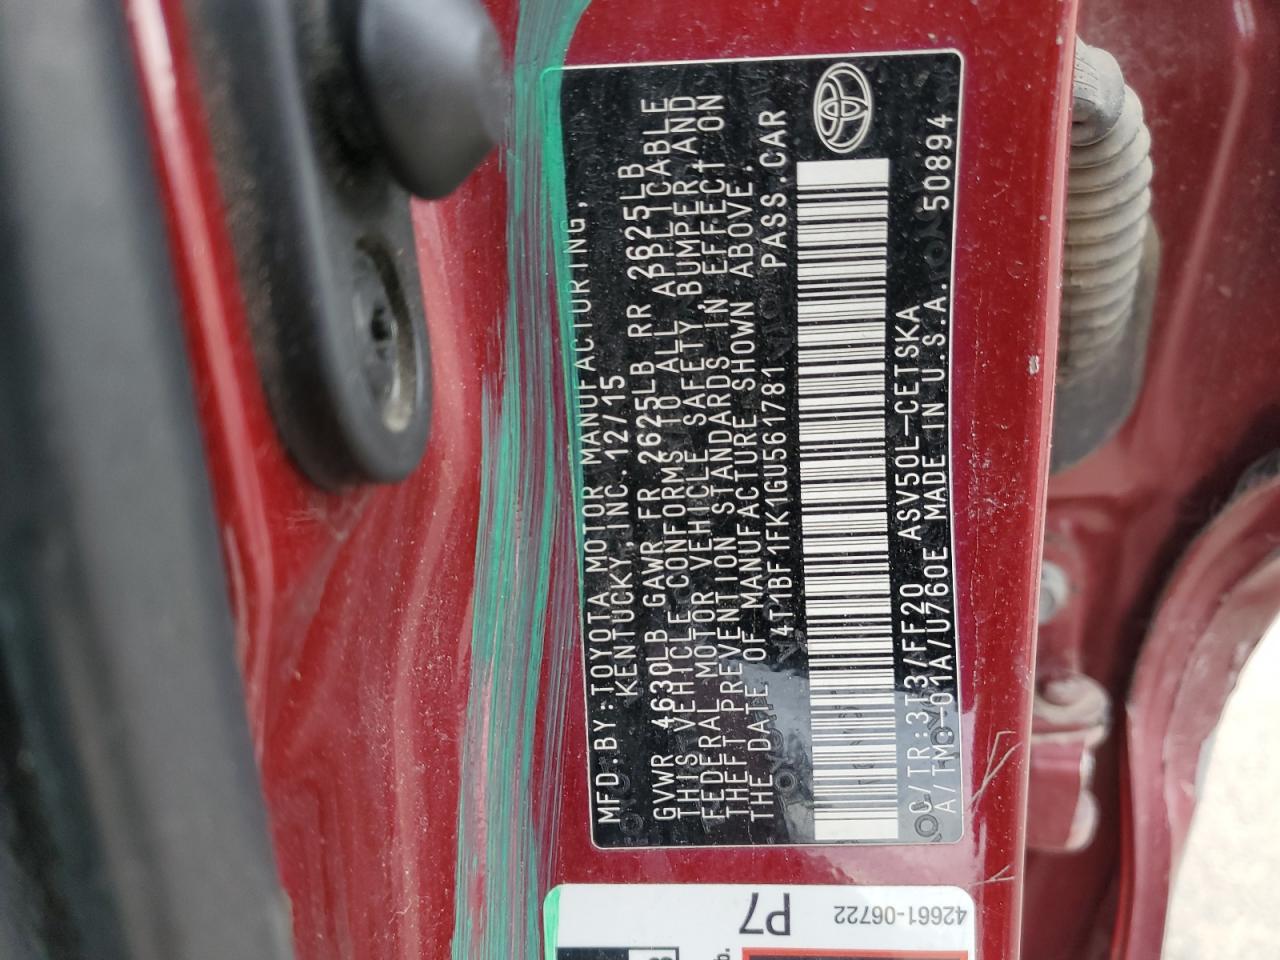 MFD.BY:TOYOTA MOTOR MANUFACTURING,
KENTUCKY,INC.12/15
GVWR 4630LB GAWR FR 2625LB RR 2625LB
THIS VEHICLE CONFORMS TO ALL APPLICABLE
FEDERAL MOTOR VEHICLE SAFETY,BUMPER,AND
THEFT PREVENTION STANDARDS IN EFFECT ON
THE DATE OF MANUFACTURE SHOWN ABOVE.
4T1BF1FK1GU561781 PASS.CAR
C/TR:3T3/FF20 ASV50L-CETSKA
A/TM:-01A/U760E MADE IN U.S.A. 50894
P7
42661-06722